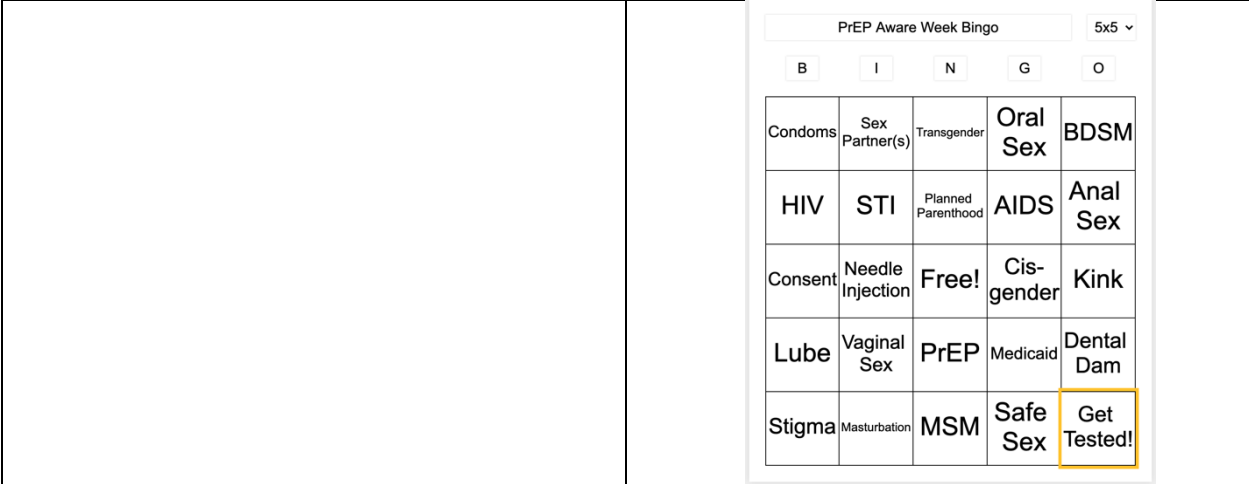 PrEP Aware Week Bingo
5x5
B
I
N
G
O
Condoms
Sex
Partner(s)
Transgender
Oral
Sex
BDSM
HIV
STI
Planned
Parenthood
AIDS
Anal
Sex
Consent
Needle
Injection
Free!
Cis-
gender
Kink
Lube
Vaginal
Sex
PrEP
Medicaid
Dental
Dam
Stigma
Masturbation
MSM
Safe
Sex
Get
Tested!